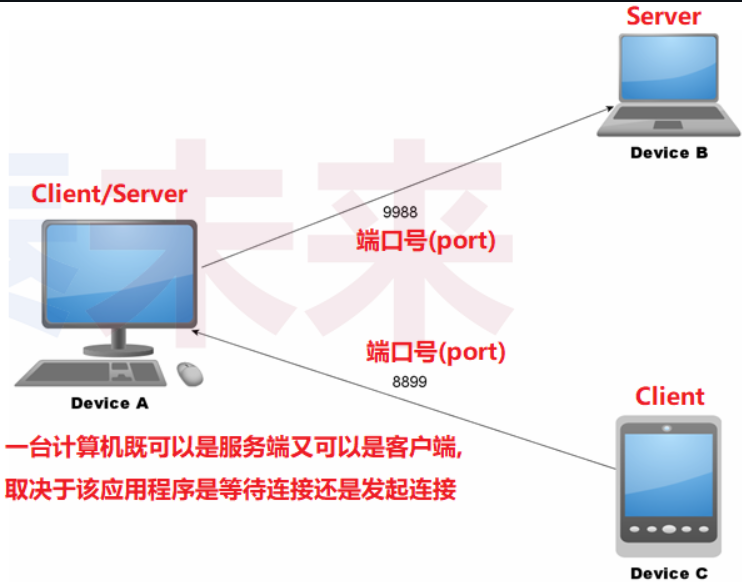 Server
Device B
Client/Server
9988
端口号(port)
未来
端口号(port)
8899
Device A
Client
一台计算机既可以是服务端又可以是客户端,
取决于该应用程序是等待连接还是发起连接
Device C